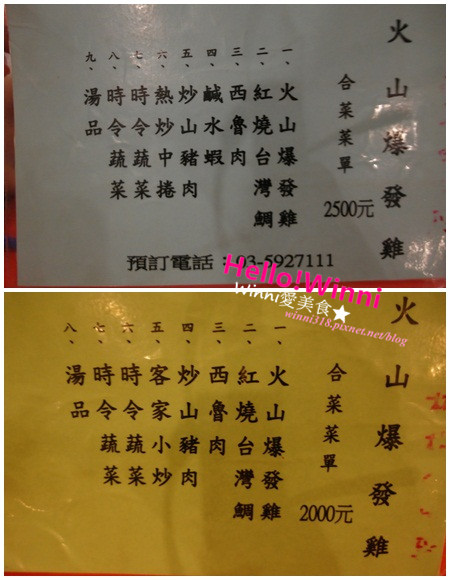 火山爆發雞
合菜菜單
2500元
一、火山爆發雞
二、紅燒台灣鯛
三、西魯肉
四、鹹水蝦
五、炒山豬肉
六、熱炒中捲
七、時令蔬菜
八、時令蔬菜
九、湯品
預訂電話：03-5927111
Hello!Winni
Winni愛美食★
winni318.pixnet.net/blog
火山爆發雞
合菜菜單
2000元
一、火山爆發雞
二、紅燒台灣鯛
三、西魯肉
四、炒山豬肉
五、客家小炒
六、時令蔬菜
七、時令蔬菜
八、湯品